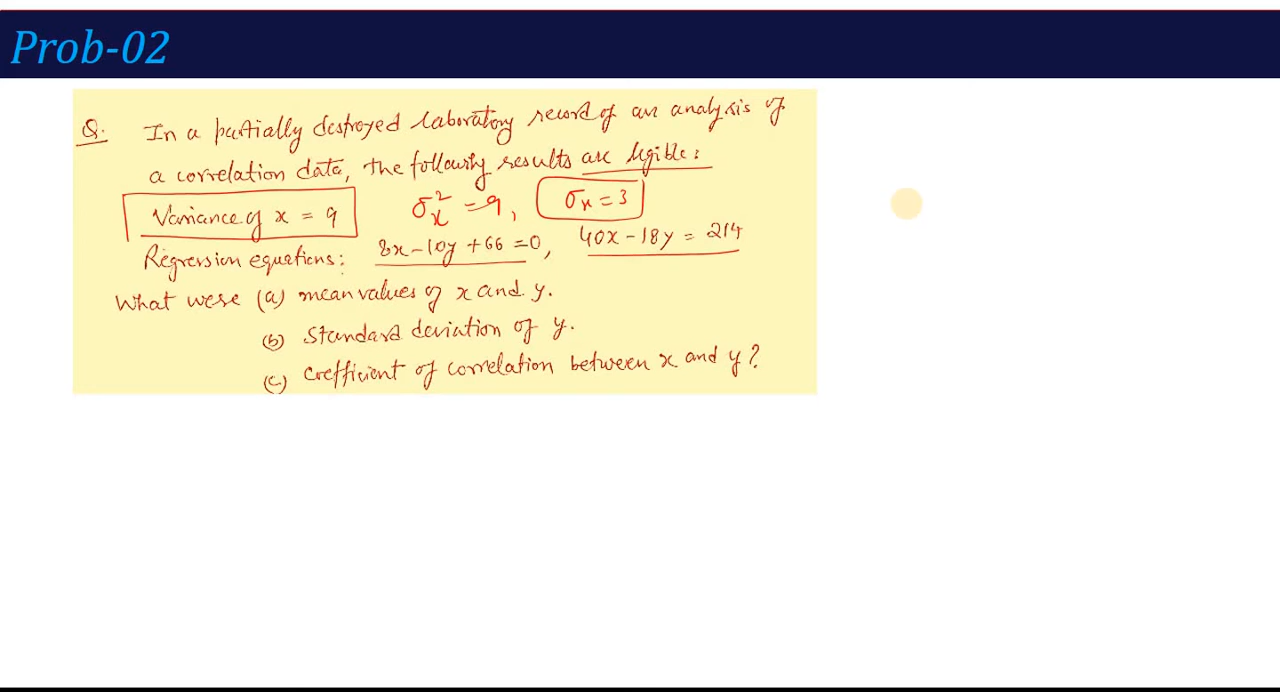 Prob-02
Q. In a partially destroyed laboratory record of an analysis of
a correlation data, the following results are legible:
Variance of x = 9 σx² = 9, σx = 3
Regression equations: 8x - 10y + 66 = 0, 40x - 18y = 214
What were (a) mean values of x and y.
(b) Standard deviation of y.
(c) Coefficient of correlation between x and y?